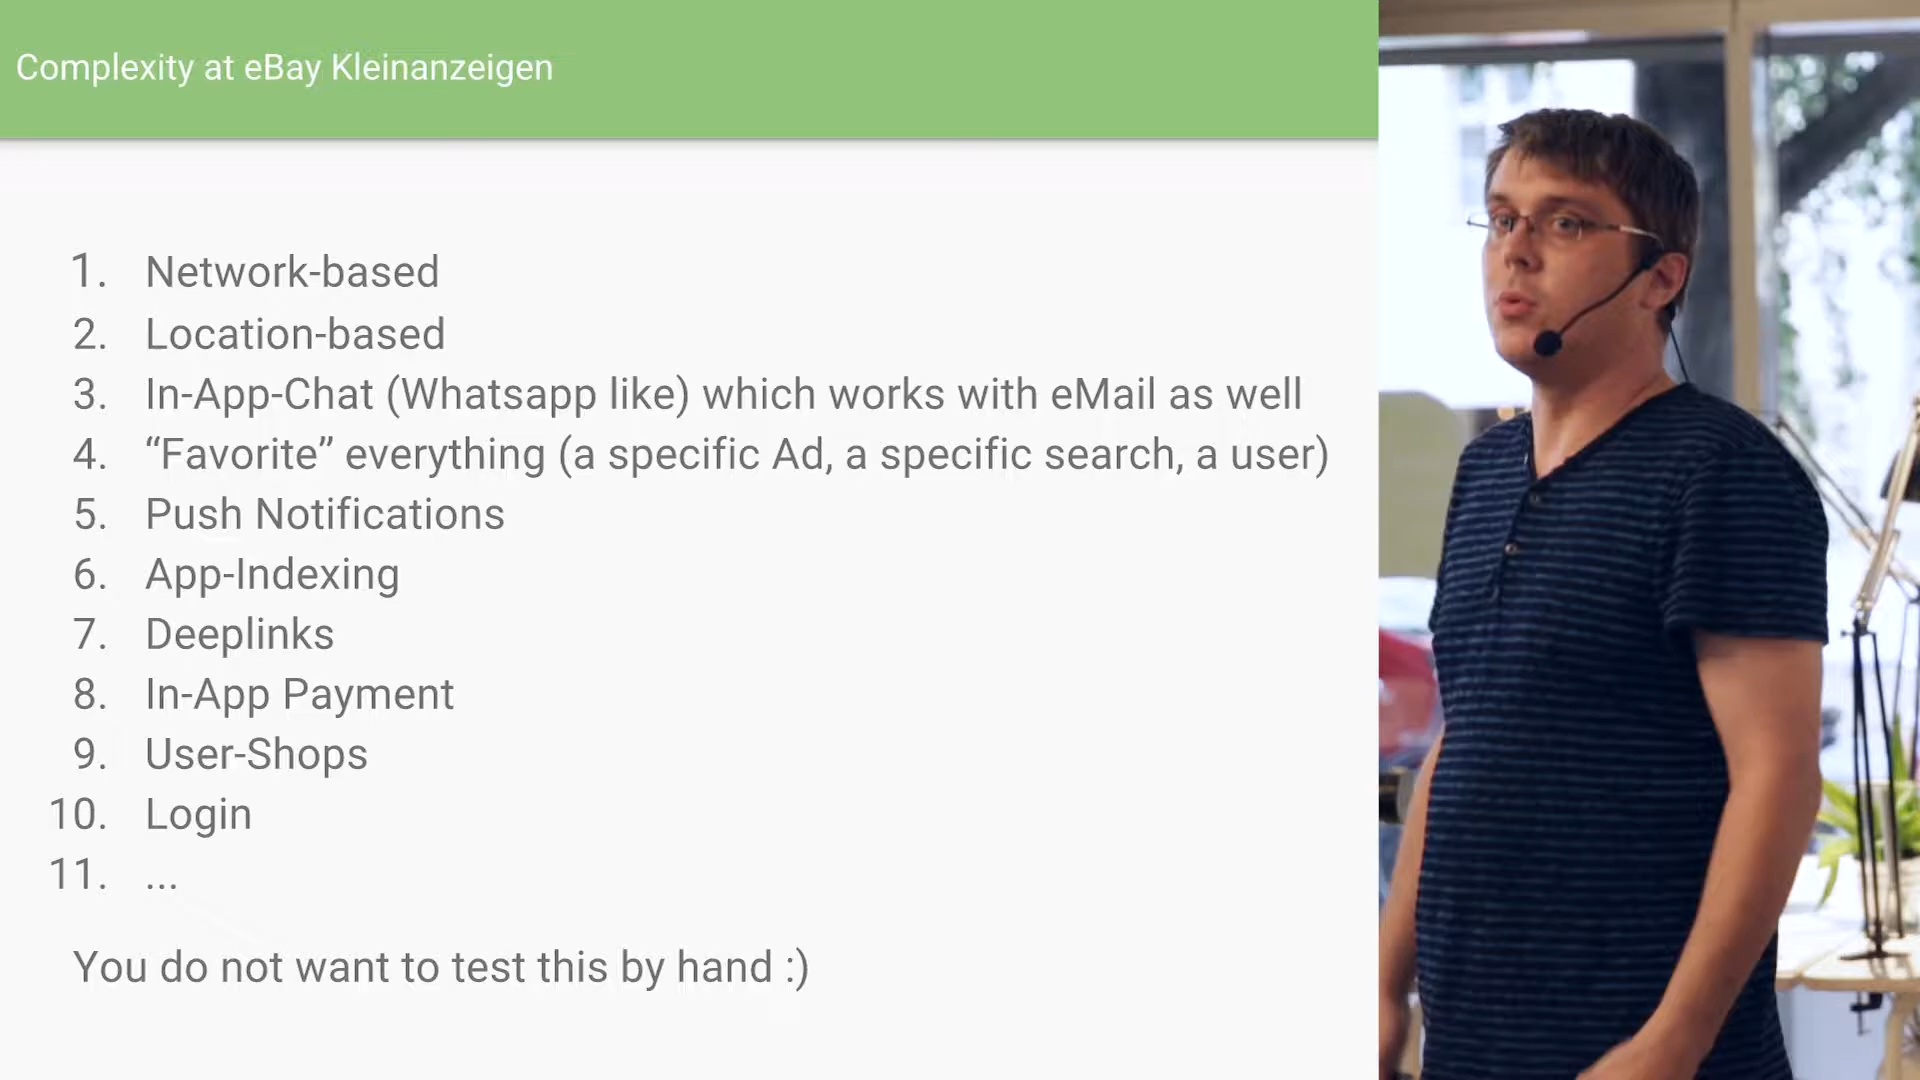 Complexity at eBay Kleinanzeigen
1. Network-based
2. Location-based
3. In-App-Chat (Whatsapp like) which works with eMail as well
4. “Favorite” everything (a specific Ad, a specific search, a user)
5. Push Notifications
6. App-Indexing
7. Deeplinks
8. In-App Payment
9. User-Shops
10. Login
11. ...
You do not want to test this by hand :)